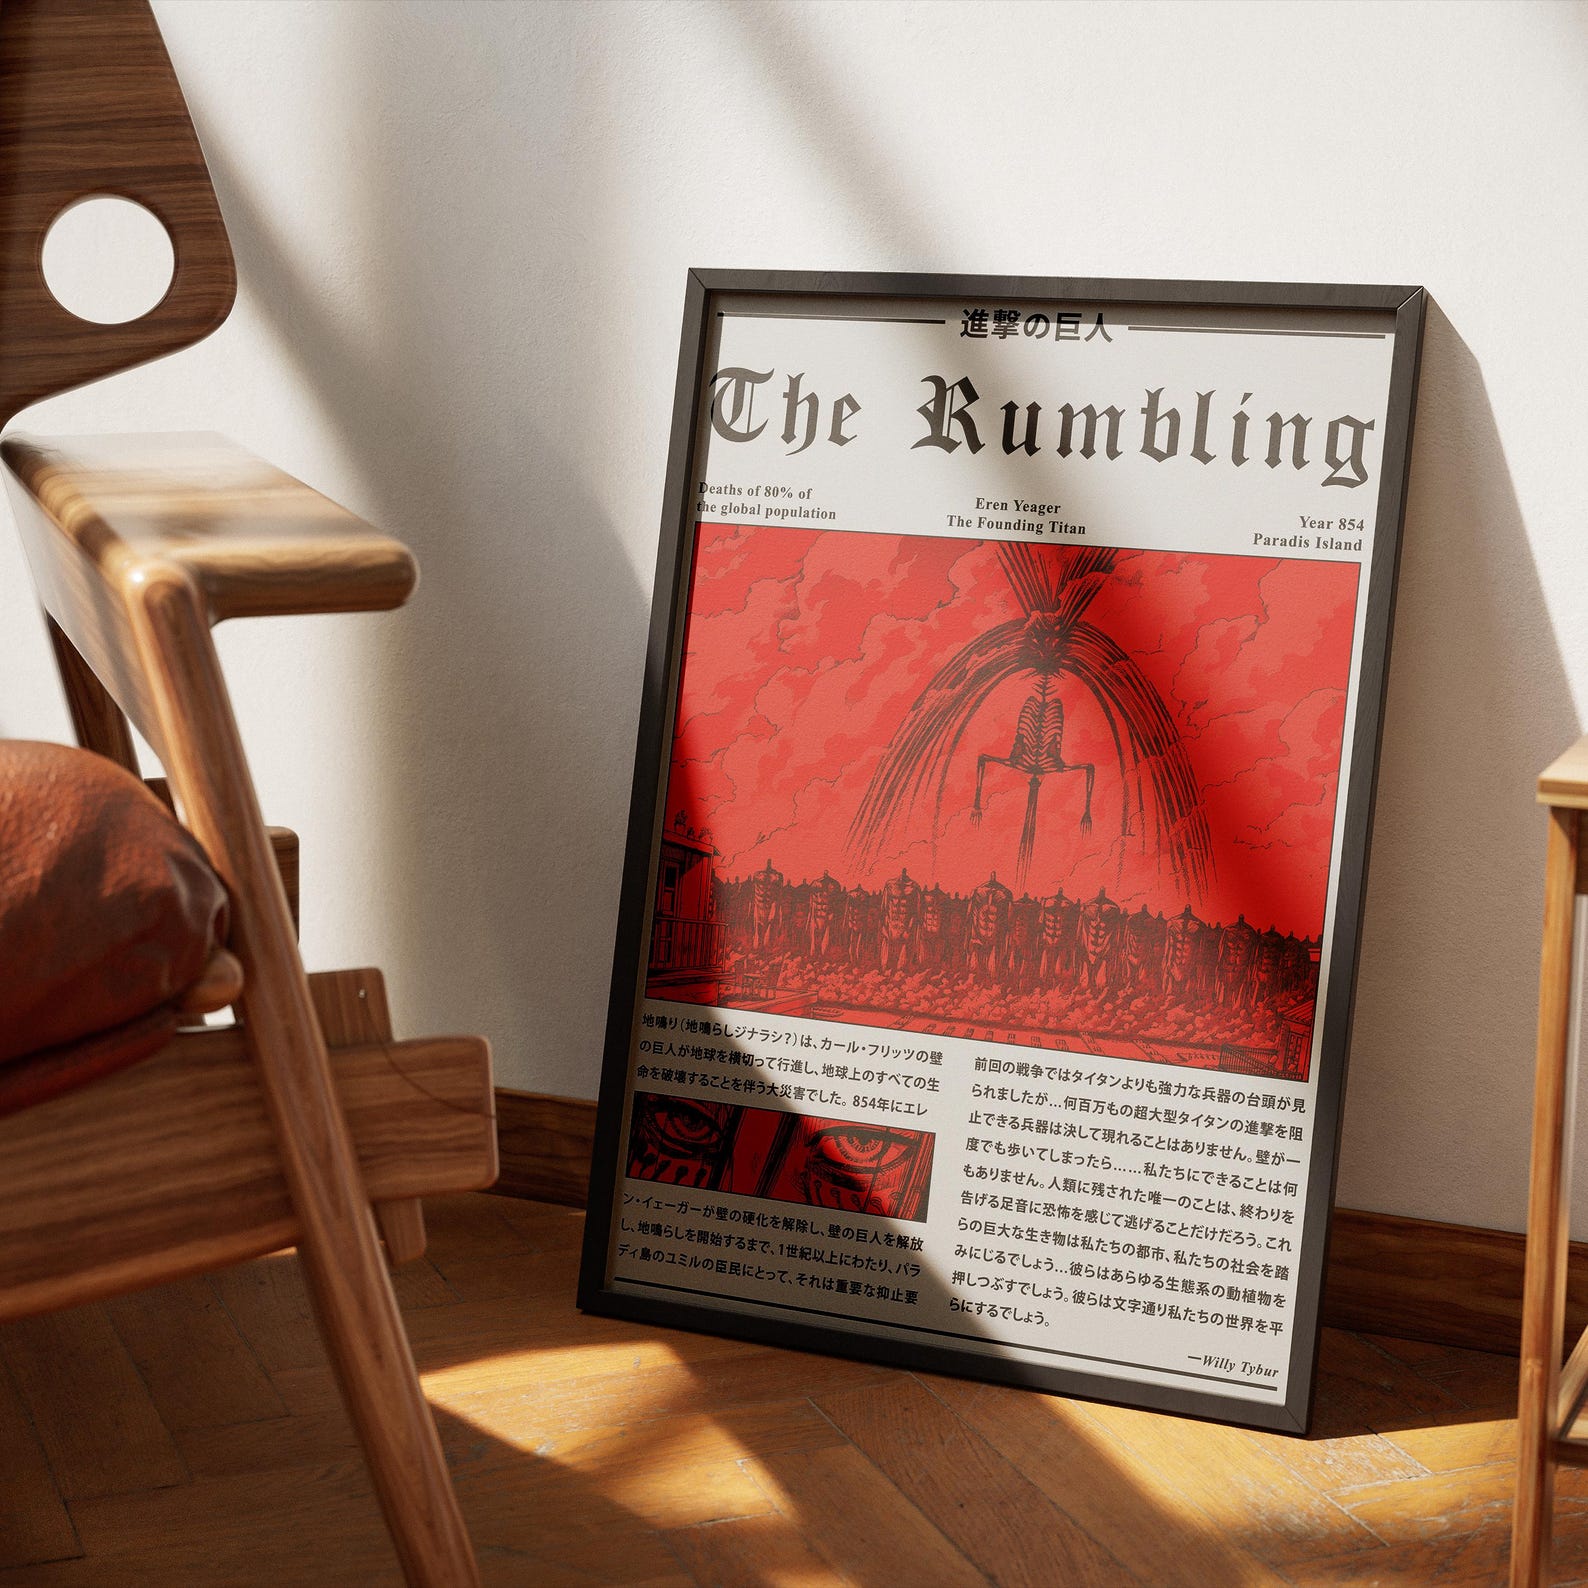 進撃の巨人
The Rumbling
Deaths of 80% of
the global population
Eren Yeager
The Founding Titan
Year 854
Paradis Island
地鳴り(地鳴らしジナラシ?)は、カール・フリッツの壁
の巨人が地球を横切って行進し、地球上のすべての生
命を破壊することを伴う大災害でした。854年にエレ
ン・イェーガーが壁の硬化を解除し、壁の巨人を解放
し、地鳴らしを開始するまで、1世紀以上にわたり、パラ
ディ島のユミルの臣民にとって、それは重要な抑止要
前回の戦争ではタイタンよりも強力な兵器の台頭が見
られましたが...何百万もの超大型タイタンの進撃を阻
止できる兵器は決して現れることはありません。壁が一
度でも歩いてしまったら……私たちにできることは何
もありません。人類に残された唯一のことは、終わりを
告げる足音に恐怖を感じて逃げることだけだろう。これ
らの巨大な生き物は私たちの都市、私たちの社会を踏
みにじるでしょう...彼らはあらゆる生態系の動植物を
押しつぶすでしょう。彼らは文字通り私たちの世界を平
らにするでしょう。
—Willy Tybur